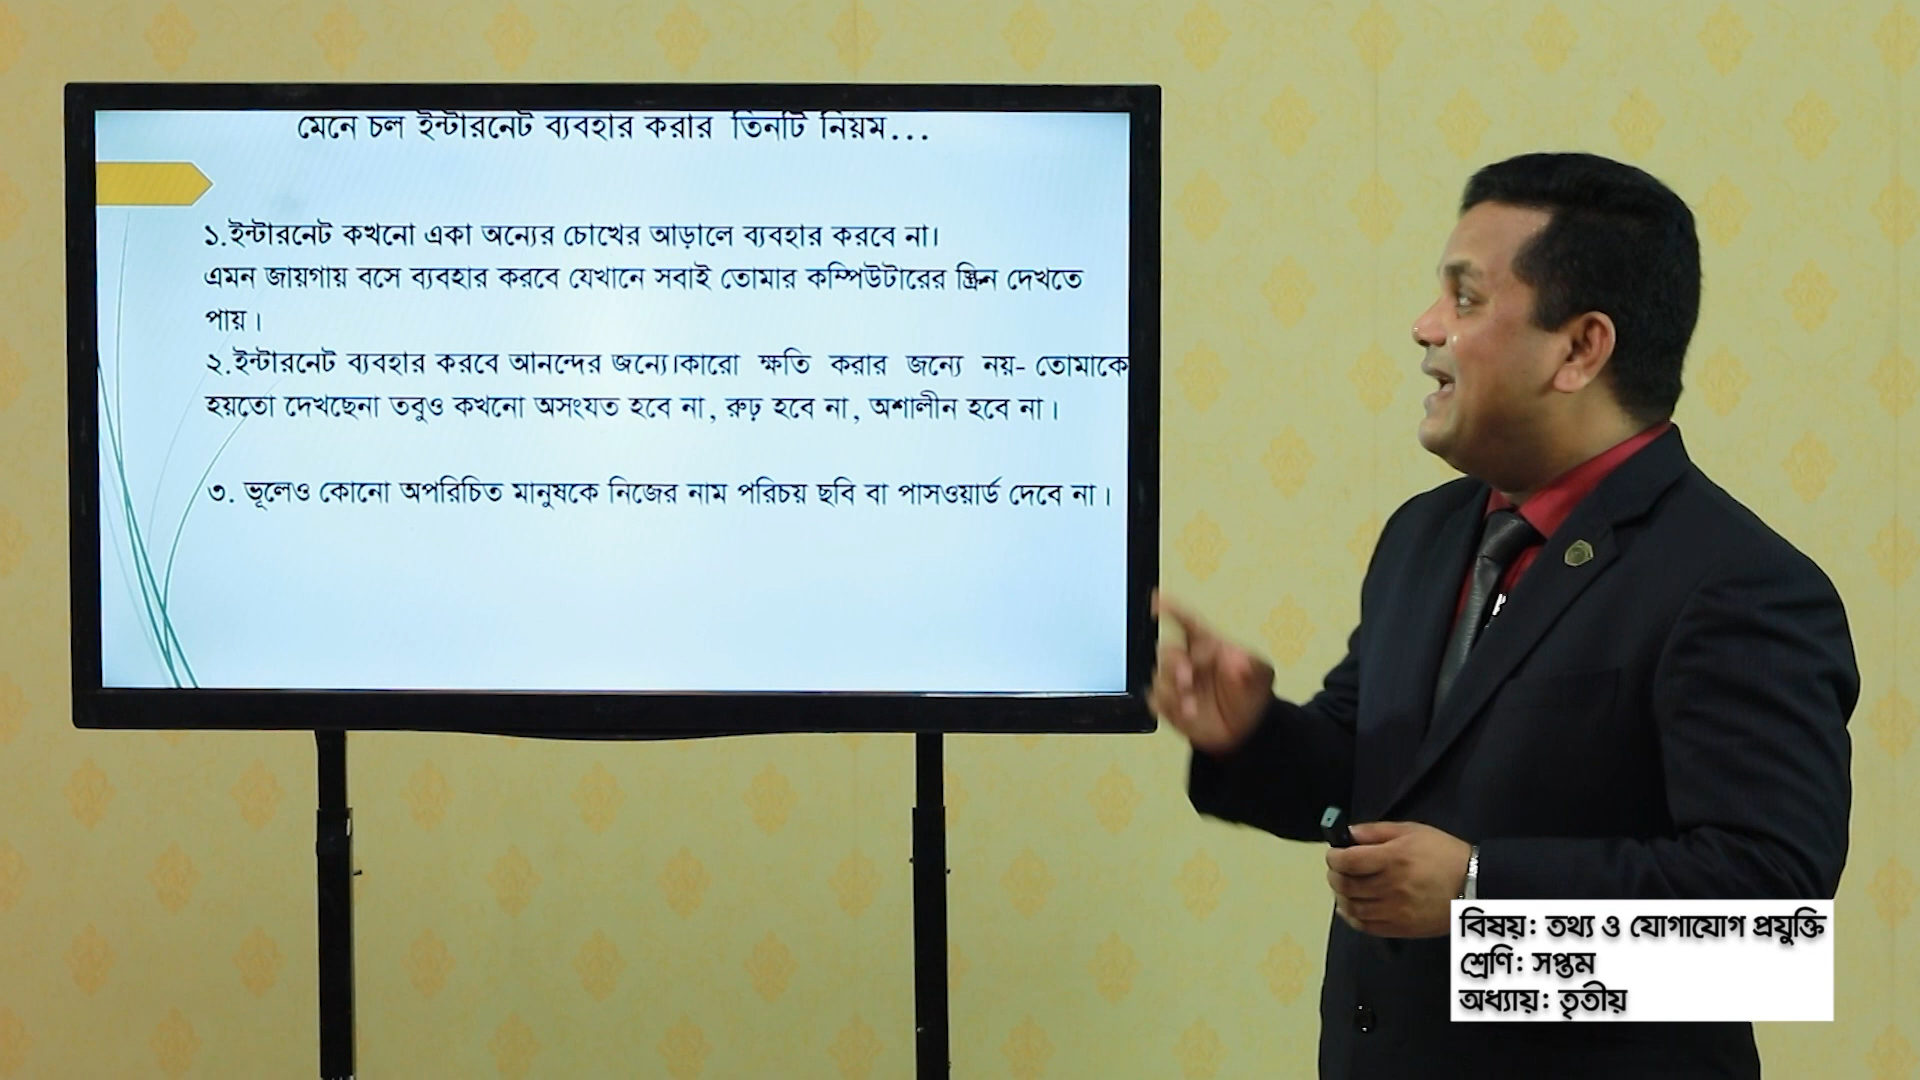 মেনে চল ইন্টারনেট ব্যবহার করার তিনটি নিয়ম...
১.ইন্টারনেট কখনো একা অন্যের চোখের আড়ালে ব্যবহার করবে না।
এমন জায়গায় বসে ব্যবহার করবে যেখানে সবাই তোমার কম্পিউটারের স্ক্রিন দেখতে
পায়।
২.ইন্টারনেট ব্যবহার করবে আনন্দের জন্যে।কারো ক্ষতি করার জন্যে নয়- তোমাকে
হয়তো দেখছেনা তবুও কখনো অসংযত হবে না, রুঢ় হবে না, অশালীন হবে না।
৩. ভূলেও কোনো অপরিচিত মানুষকে নিজের নাম পরিচয় ছবি বা পাসওয়ার্ড দেবে না।
বিষয়: তথ্য ও যোগাযোগ প্রযুক্তি
শ্রেণি: সপ্তম
অধ্যায়: তৃতীয়